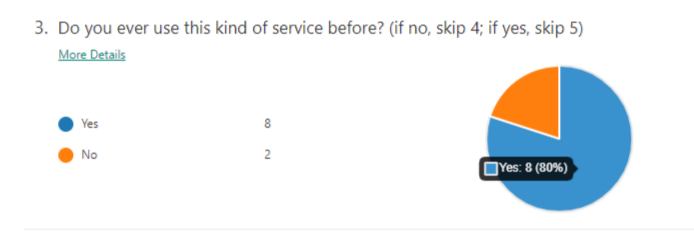 3. Do you ever use this kind of service before? (if no, skip 4; if yes, skip 5)
More Details
Yes 8
No 2
Yes: 8 (80%)